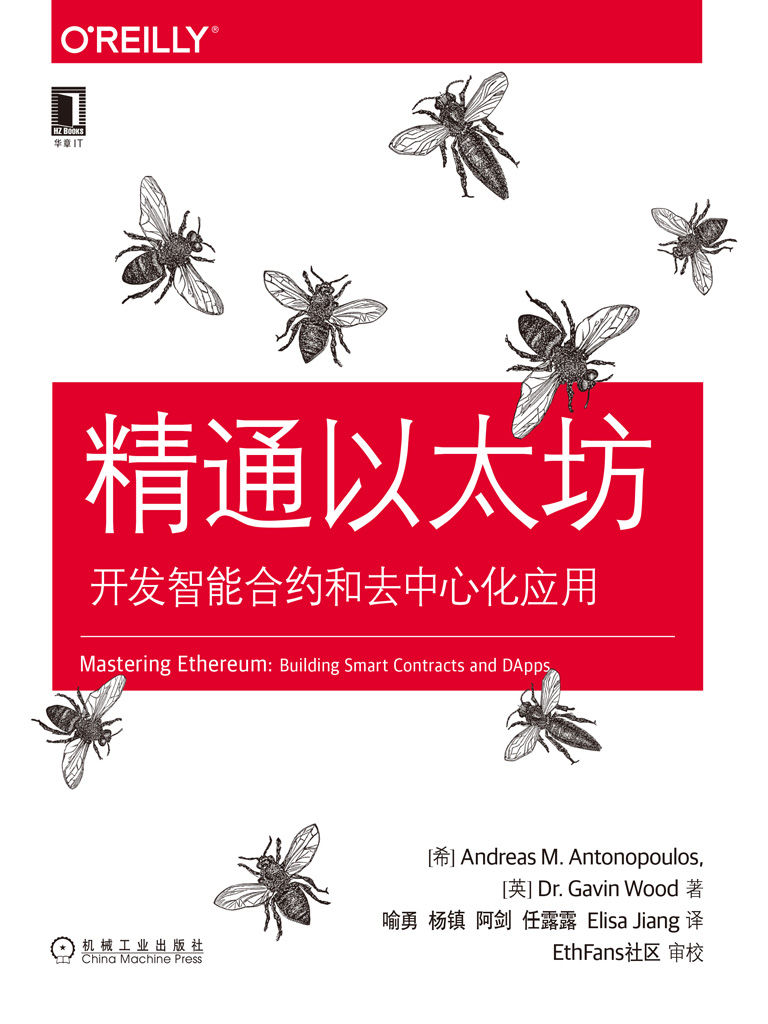 O'REILLY®
HZ BOOKS
华章IT
精通以太坊
开发智能合约和去中心化应用
Mastering Ethereum: Building Smart Contracts and DApps
[希] Andreas M. Antonopoulos,
[英] Dr. Gavin Wood 著
喻勇 杨镇 阿剑 任露露 Elisa Jiang 译
EthFans社区 审校
机械工业出版社
China Machine Press